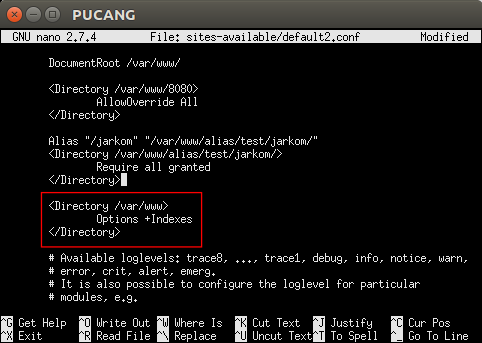 PUCANG
GNU nano 2.7.4 File: sites-available/default2.conf Modified
DocumentRoot /var/www/
<Directory /var/www/8080>
AllowOverride All
</Directory>
Alias "/jarkom" "/var/www/alias/test/jarkom/"
<Directory /var/www/alias/test/jarkom/>
Require all granted
</Directory>
<Directory /var/www>
Options +Indexes
</Directory>
# Available loglevels: trace8, ..., trace1, debug, info, notice, warn,
# error, crit, alert, emerg.
# It is also possible to configure the loglevel for particular
# modules, e.g.
^G Get Help ^O Write Out ^W Where Is ^K Cut Text ^J Justify ^C Cur Pos
^X Exit ^R Read File ^\ Replace ^U Uncut Text ^T To Spell ^_ Go To Line